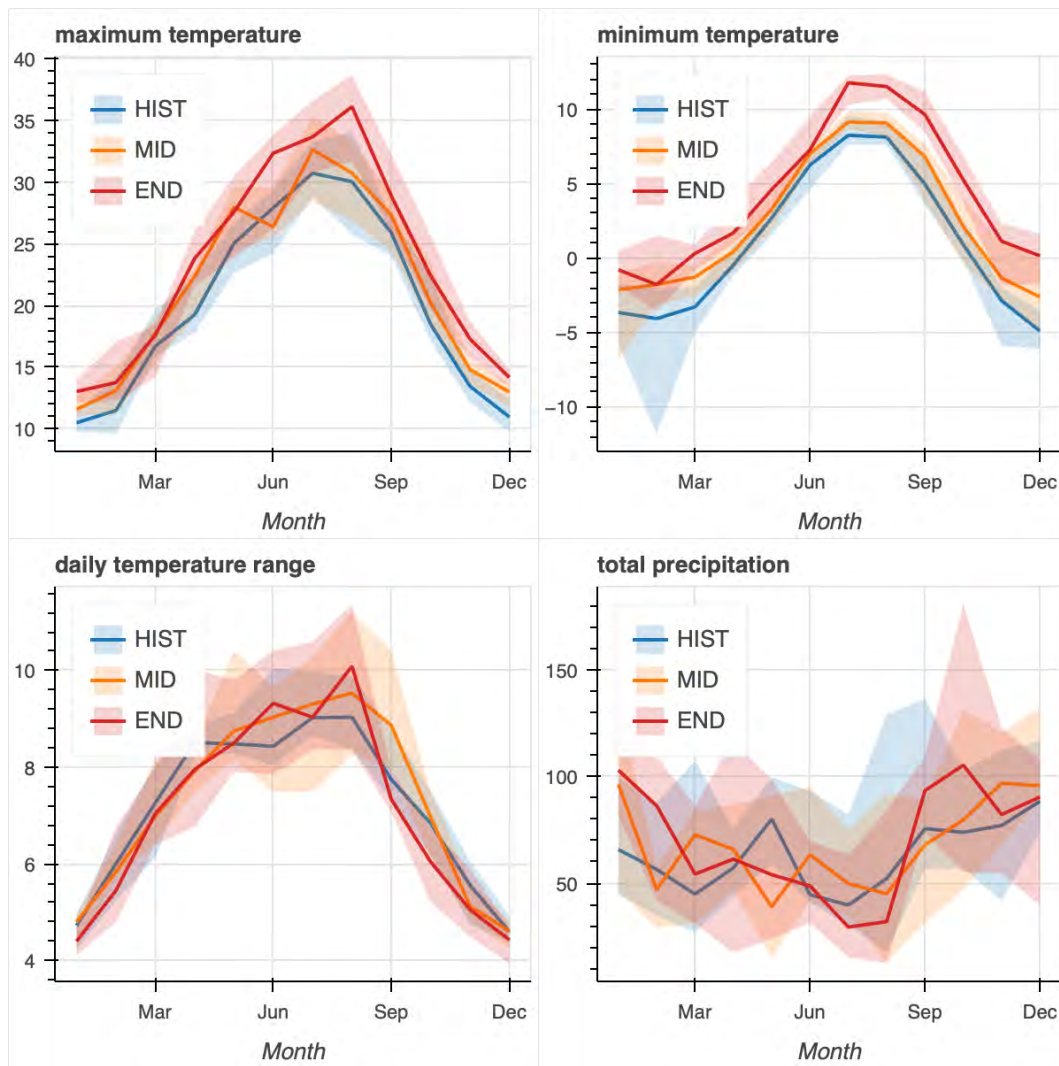 maximum temperature
40
35
30
25
20
15
10
HIST
MID
END
Mar
Jun
Sep
Dec
Month
minimum temperature
10
5
0
−5
−10
HIST
MID
END
Mar
Jun
Sep
Dec
Month
daily temperature range
10
8
6
4
HIST
MID
END
Mar
Jun
Sep
Dec
Month
total precipitation
150
100
50
HIST
MID
END
Mar
Jun
Sep
Dec
Month